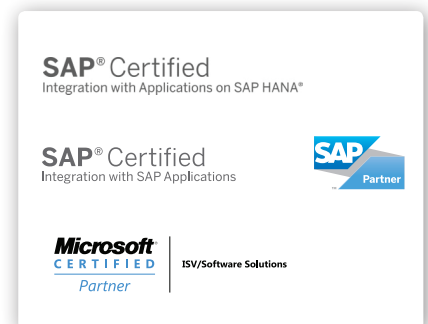 SAP® Certified
Integration with Applications on SAP HANA®
SAP® Certified
Integration with SAP Applications
SAP
Partner
Microsoft
CERTIFIED
Partner
ISV/Software Solutions